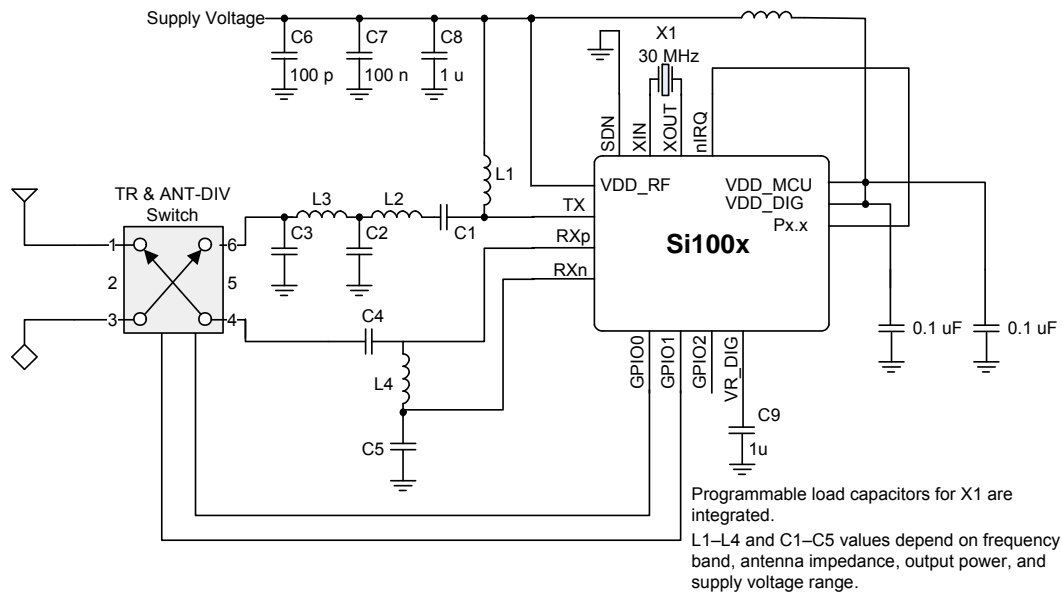 Supply Voltage
C6
C7
C8
100 p
100 n
1 u
X1
30 MHz
SDN
XIN
XOUT
nIRQ
L1
VDD_RF
VDD_MCU
VDD_DIG
TX
Px.x
RXp
RXn
Si100x
TR & ANT-DIV
Switch
L3
L2
C3
C2
C1
1
6
2
5
3
4
C4
L4
C5
0.1 uF
0.1 uF
GPIO0
GPIO1
GPIO2
VR_DIG
C9
1u
Programmable load capacitors for X1 are
integrated.
L1–L4 and C1–C5 values depend on frequency
band, antenna impedance, output power, and
supply voltage range.